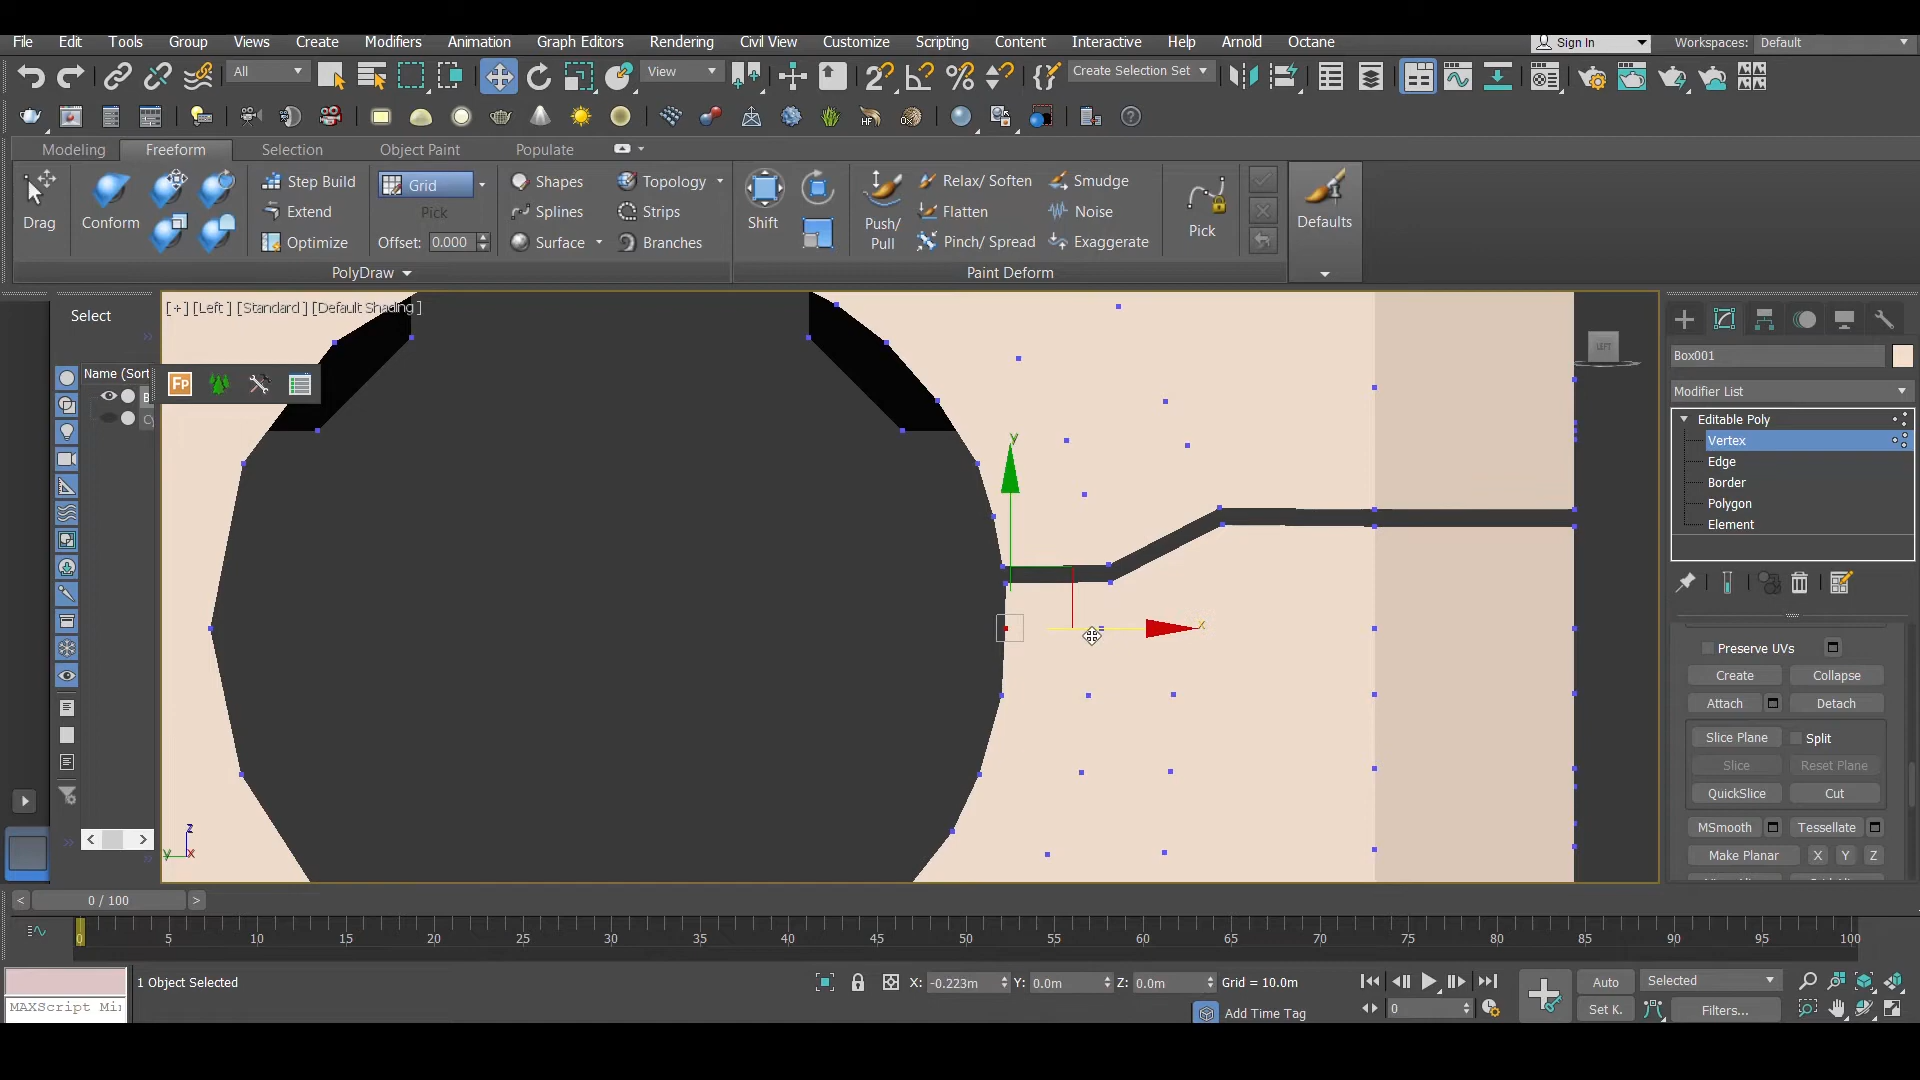 File Edit Tools Group Views Create Modifiers Animation Graph Editors Rendering Civil View Customize Scripting Content Interactive Help Arnold Octane Sign In Workspaces: Default
All View Create Selection Set
Modeling Freeform Selection Object Paint Populate
Drag Conform Step Build Extend Optimize Grid Pick Offset: 0.000 Shapes Splines Surface Topology Strips Branches Shift Push/ Pull Relax/ Soften Flatten Pinch/ Spread Smudge Noise Exaggerate Pick Defaults
PolyDraw Paint Deform
[ + ] [Left ] [Standard ] [Default Shading ]
Select
Name (Sort
Fp
HF
LEFT
y
x
z
y x
Box001
Modifier List
Editable Poly
Vertex
Edge
Border
Polygon
Element
Preserve UVs
Create Collapse
Attach Detach
Slice Plane Split
Slice Reset Plane
QuickSlice Cut
MSmooth Tessellate
Make Planar X Y Z
< 0 / 100 >
0 5 10 15 20 25 30 35 40 45 50 55 60 65 70 75 80 85 90 95 100
1 Object Selected X: -0.223m Y: 0.0m Z: 0.0m Grid = 10.0m Auto Selected
MAXScript Mi Add Time Tag 0 Set K. Filters...